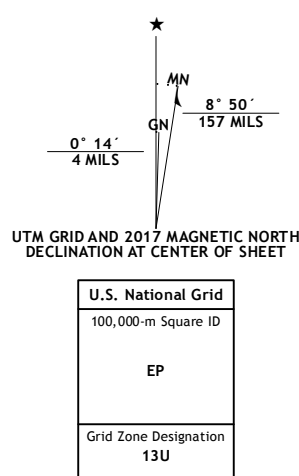 MN
8° 50´
157 MILS
GN
0° 14´
4 MILS
UTM GRID AND 2017 MAGNETIC NORTH
DECLINATION AT CENTER OF SHEET
U.S. National Grid
100,000-m Square ID
EP
Grid Zone Designation
13U